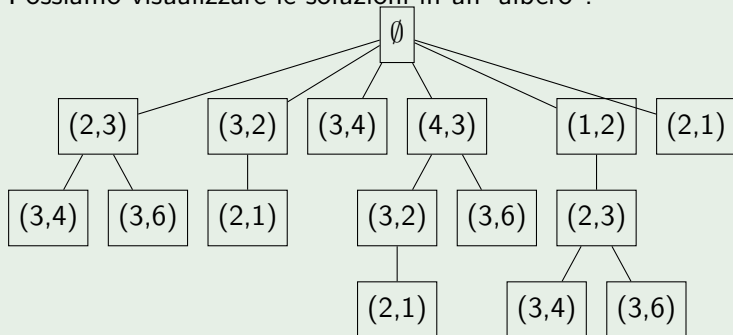 Possiamo visualizzare le soluzioni in un "albero":
∅
(2,3) (3,2) (3,4) (4,3) (1,2) (2,1)
(3,4) (3,6) (2,1) (3,2) (3,6) (2,3)
(2,1) (3,4) (3,6)